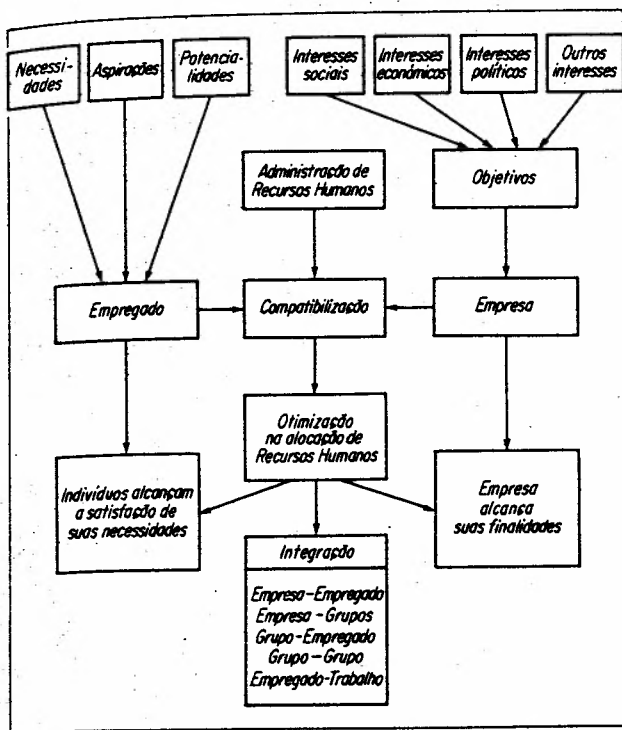 Necessi-
dades
Aspirações
Potencia-
lidades
Interesses
sociais
Interesses
econômicos
Interesses
políticos
Outros
interesses
Administração de
Recursos Humanos
Objetivos
Empregado
Compatibilização
Empresa
Otimização
na alocação de
Recursos Humanos
Indivíduos alcançam
a satisfação de
suas necessidades
Empresa
alcança
suas finalidades
Integração
Empresa-Empregado
Empresa-Grupos
Grupo-Empregado
Grupo-Grupo
Empregado-Trabalho